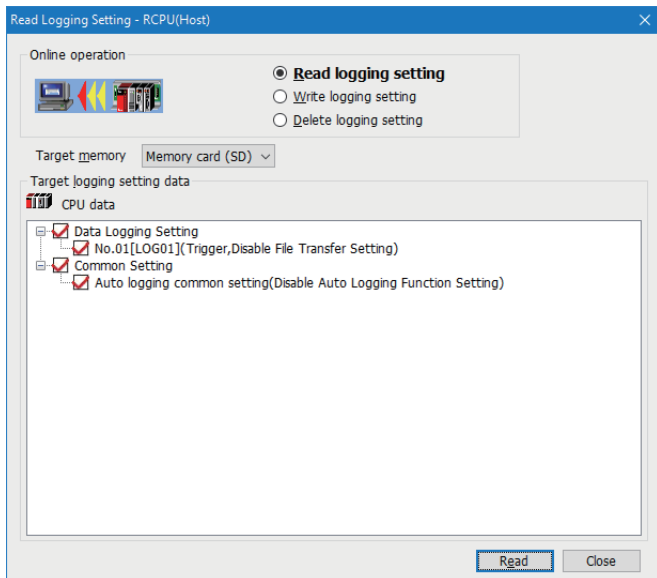 Read Logging Setting - RCPU(Host)
Online operation
Read logging setting
Write logging setting
Delete logging setting
Target memory Memory card (SD)
Target logging setting data
CPU data
Data Logging Setting
No.01[LOG01](Trigger,Disable File Transfer Setting)
Common Setting
Auto logging common setting(Disable Auto Logging Function Setting)
Read Close